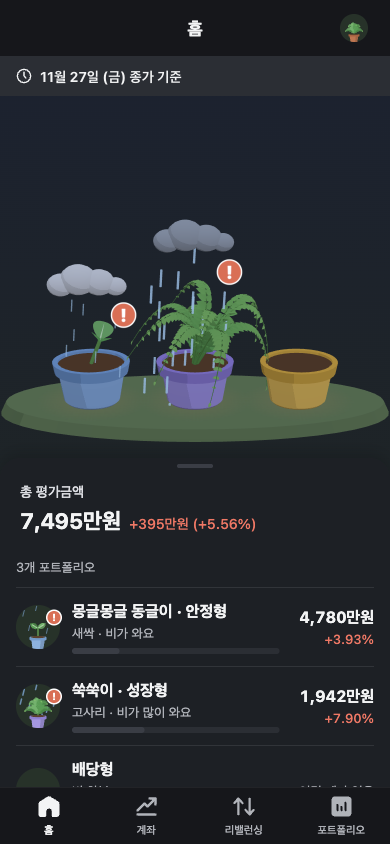 홈
11월 27일 (금) 종가 기준
!
!
총 평가금액
7,495만원 +395만원 (+5.56%)
3개 포트폴리오
!
몽글몽글 동글이 · 안정형
4,780만원
새싹 · 비가 와요
+3.93%
!
쑥쑥이 · 성장형
1,942만원
고사리 · 비가 많이 와요
+7.90%
배당형
홈
계좌
리밸런싱
포트폴리오